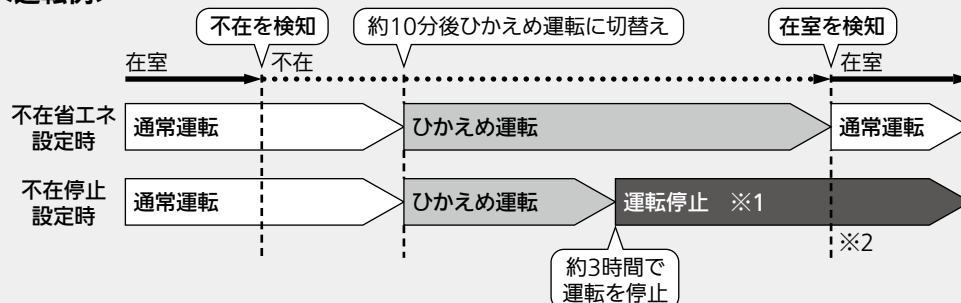 不在を検知
約10分後ひかえめ運転に切替え
在室を検知
在室
不在
在室
不在省エネ
設定時
通常運転
ひかえめ運転
通常運転
不在停止
設定時
通常運転
ひかえめ運転
運転停止 ※1
※2
約3時間で
運転を停止